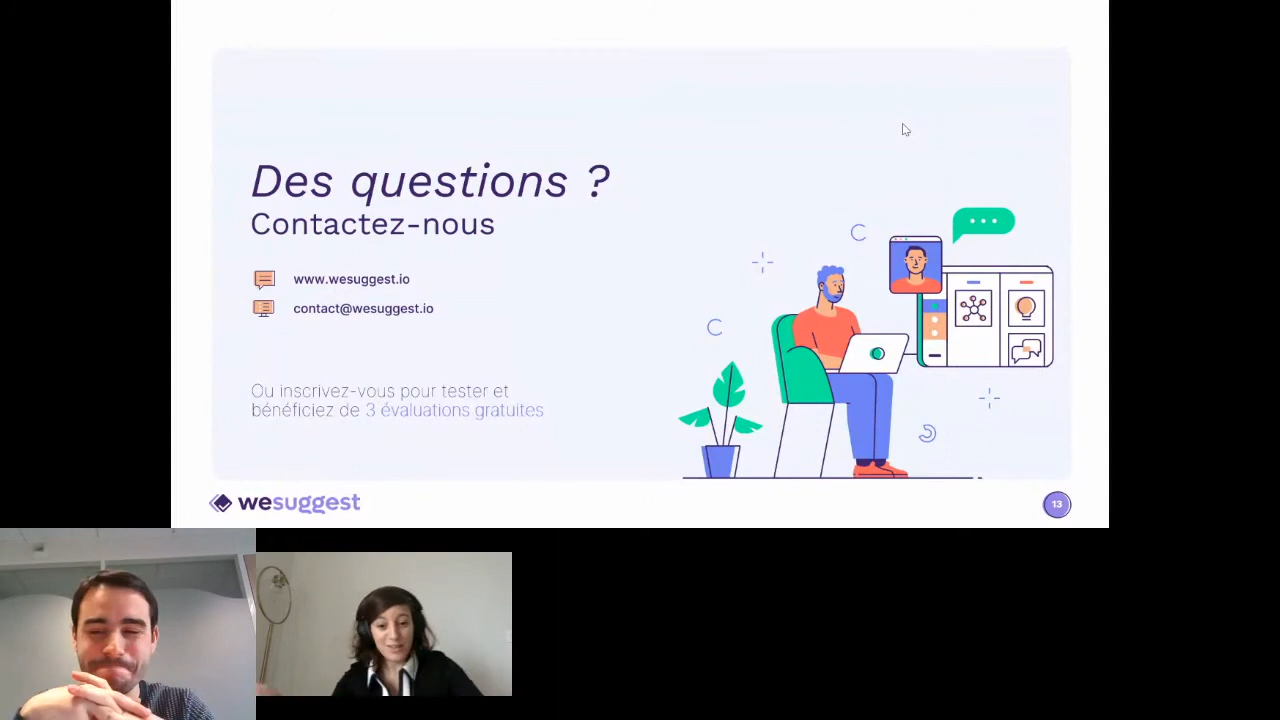 Des questions ?
Contactez-nous
www.wesuggest.io
contact@wesuggest.io
Ou inscrivez-vous pour tester et
bénéficiez de 3 évaluations gratuites
wesuggest
13